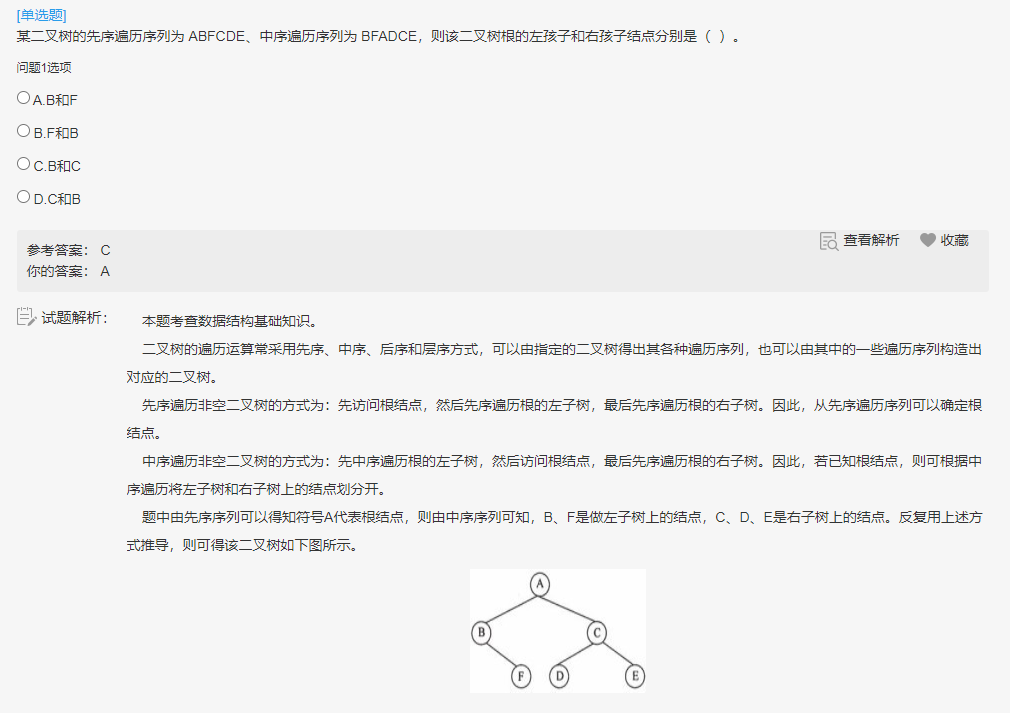 [单选题]
某二叉树的先序遍历序列为 ABFCDE、中序遍历序列为 BFADCE，则该二叉树根的左孩子和右孩子结点分别是（ ）。
问题1选项
A.B和F
B.F和B
C.B和C
D.C和B
参考答案： C
查看解析 收藏
你的答案： A
试题解析： 本题考查数据结构基础知识。
二叉树的遍历运算常采用先序、中序、后序和层序方式，可以由指定的二叉树得出其各种遍历序列，也可以由其中的一些遍历序列构造出
对应的二叉树。
先序遍历非空二叉树的方式为：先访问根结点，然后先序遍历根的左子树，最后先序遍历根的右子树。因此，从先序遍历序列可以确定根
结点。
中序遍历非空二叉树的方式为：先中序遍历根的左子树，然后访问根结点，最后先序遍历根的右子树。因此，若已知根结点，则可根据中
序遍历将左子树和右子树上的结点划分开。
题中由先序序列可以得知符号A代表根结点，则由中序序列可知，B、F是做左子树上的结点，C、D、E是右子树上的结点。反复用上述方
式推导，则可得该二叉树如下图所示。
A
B C
F D E